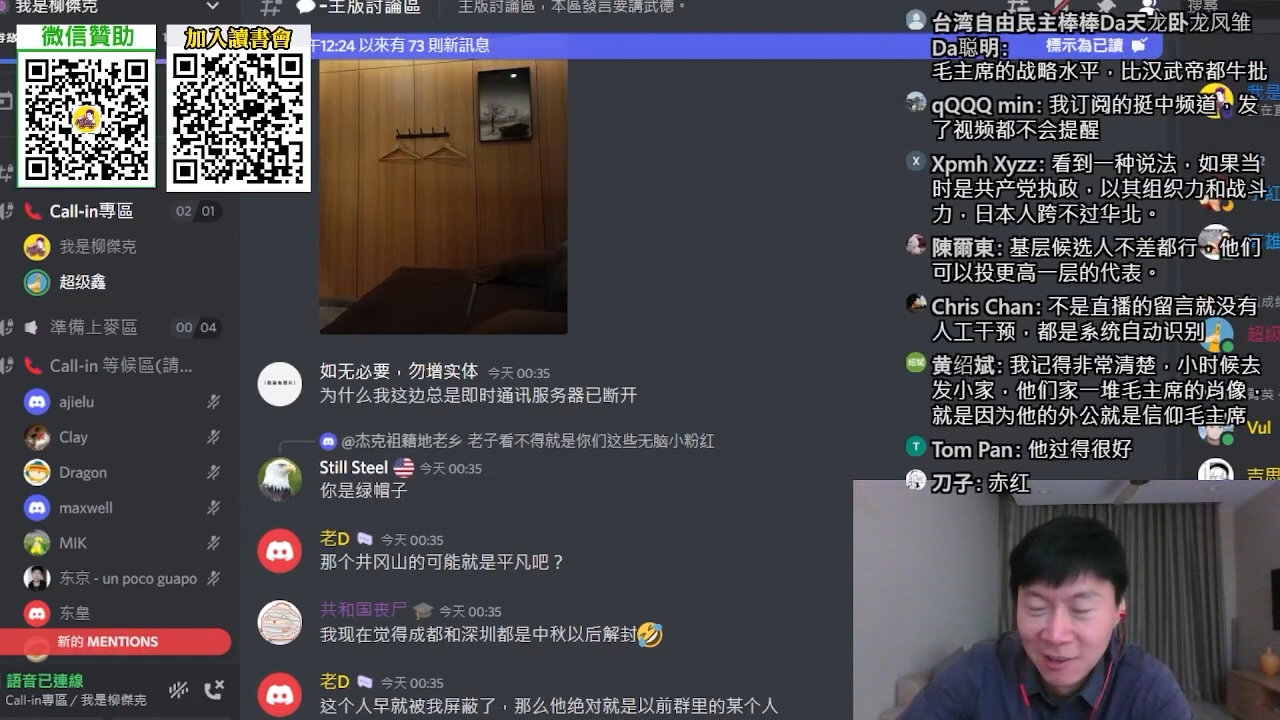 我是柳傑克
-主版討論區
主版討論區，本區發言要講武德。
午12:24 以來有 73 則新訊息
標示為已讀
搜尋
微信贊助
加入讀書會
Call-in專區
02 01
我是柳傑克
超级鑫
準備上麥區
00 04
Call-in 等候區(請...
ajielu
Clay
Dragon
maxwell
MIK
东京 - un poco guapo
东皇
新的 MENTIONS
語音已連線
Call-in專區 / 我是柳傑克
如无必要，勿增实体 今天 00:35
为什么我这边总是即时通讯服务器已断开
@杰克祖籍地老乡 老子看不得就是你们这些无脑小粉红
Still Steel 今天 00:35
你是绿帽子
老D 今天 00:35
那个井冈山的可能就是平凡吧？
共和国丧尸 今天 00:35
我现在觉得成都和深圳都是中秋以后解封
老D 今天 00:35
这个人早就被我屏蔽了，那么他绝对就是以前群里的某个人
台湾自由民主棒棒Da天龙卧龙凤雏
Da聪明:
毛主席的战略水平，比汉武帝都牛批
qQQQ min: 我订阅的挺中频道，发
了视频都不会提醒
Xpmh Xyzz: 看到一种说法，如果当
时是共产党执政，以其组织力和战斗
力，日本人跨不过华北。
陳爾東: 基层候选人不差都行，他们
可以投更高一层的代表。
Chris Chan: 不是直播的留言就没有
人工干预，都是系统自动识别
黄绍斌: 我记得非常清楚，小时候去
发小家，他们家一堆毛主席的肖像，
就是因为他的外公就是信仰毛主席
Tom Pan: 他过得很好
刀子: 赤红
Vul
吉思